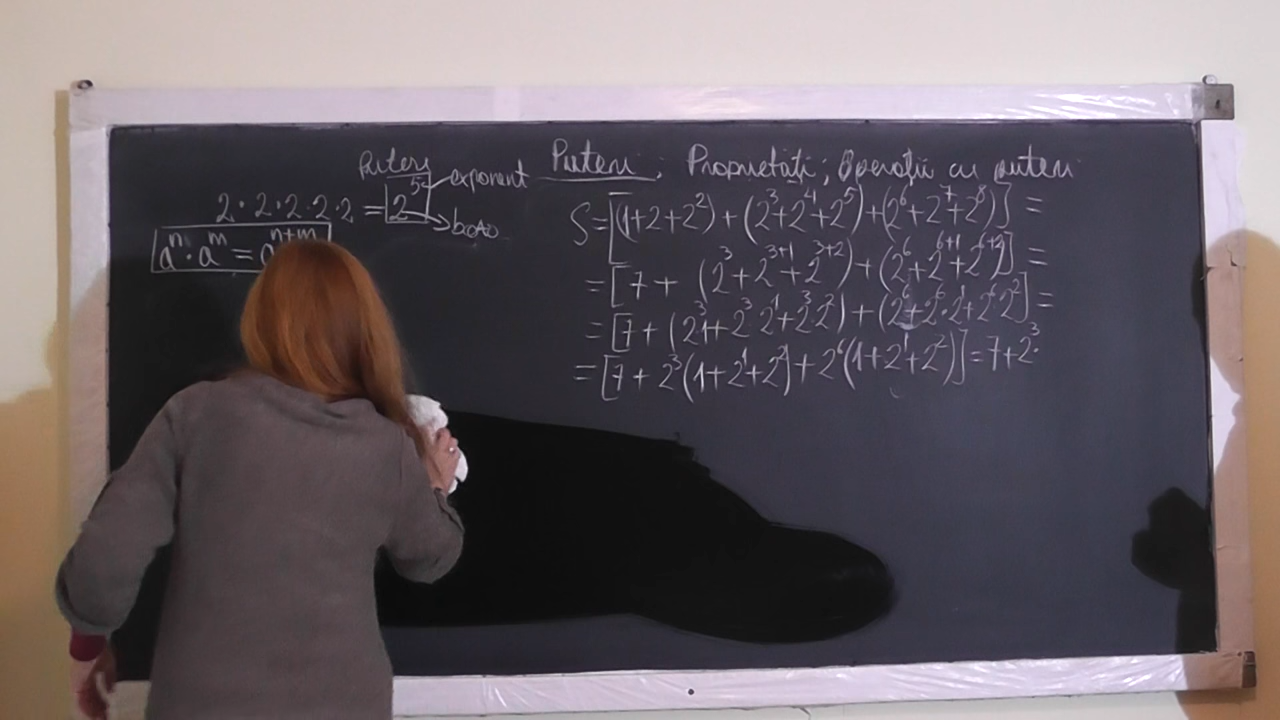 Puteri; Proprietăți; Operații cu puteri
Putere
exponent
2·2·2·2·2 = 2⁵
bază
aⁿ·aᵐ = aⁿ⁺ᵐ
S=[(1+2+2²)+(2³+2⁴+2⁵)+(2⁶+2⁷+2⁸)] =
=[7+(2³+2³⁺¹+2³⁺²)+(2⁶+2⁶⁺¹+2⁶⁺²)] =
=[7+(2³·1+2³·2¹+2³·2²)+(2⁶+2⁶·2¹+2⁶·2²)] =
=[7+2³(1+2¹+2²)+2⁶(1+2¹+2²)]=7+2³·